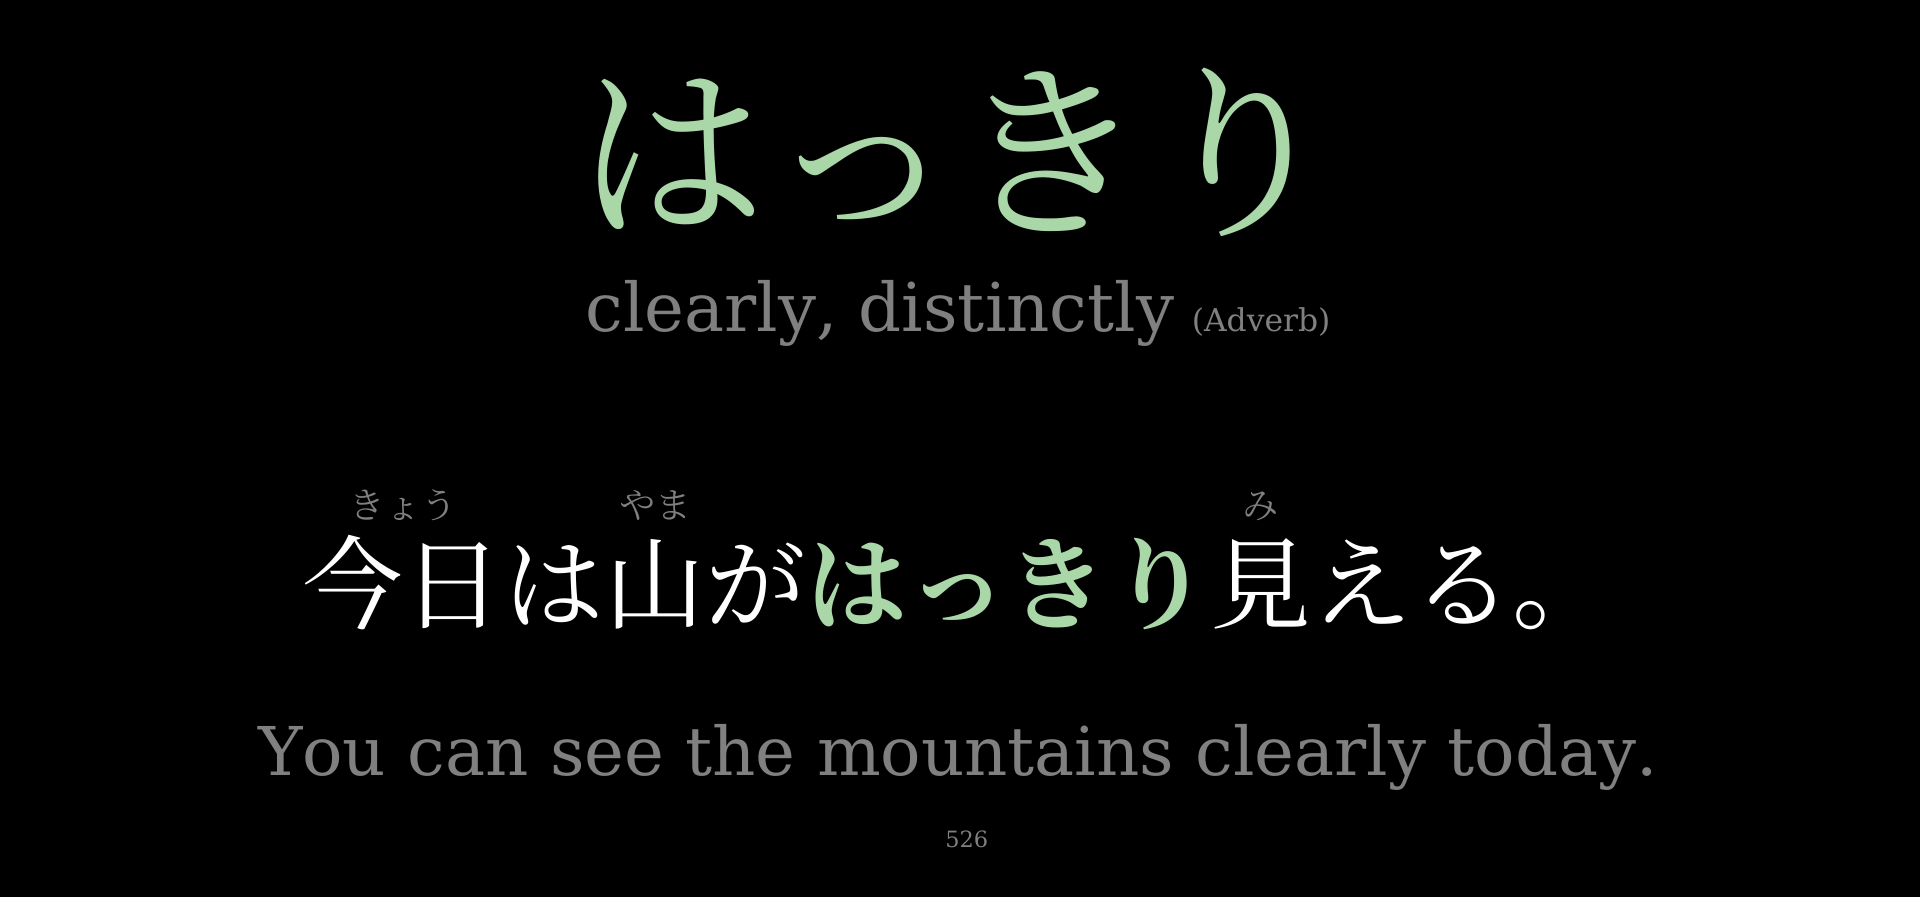 はっきり
clearly, distinctly (Adverb)
きょう やま み
今日は山がはっきり見える。
You can see the mountains clearly today.
526